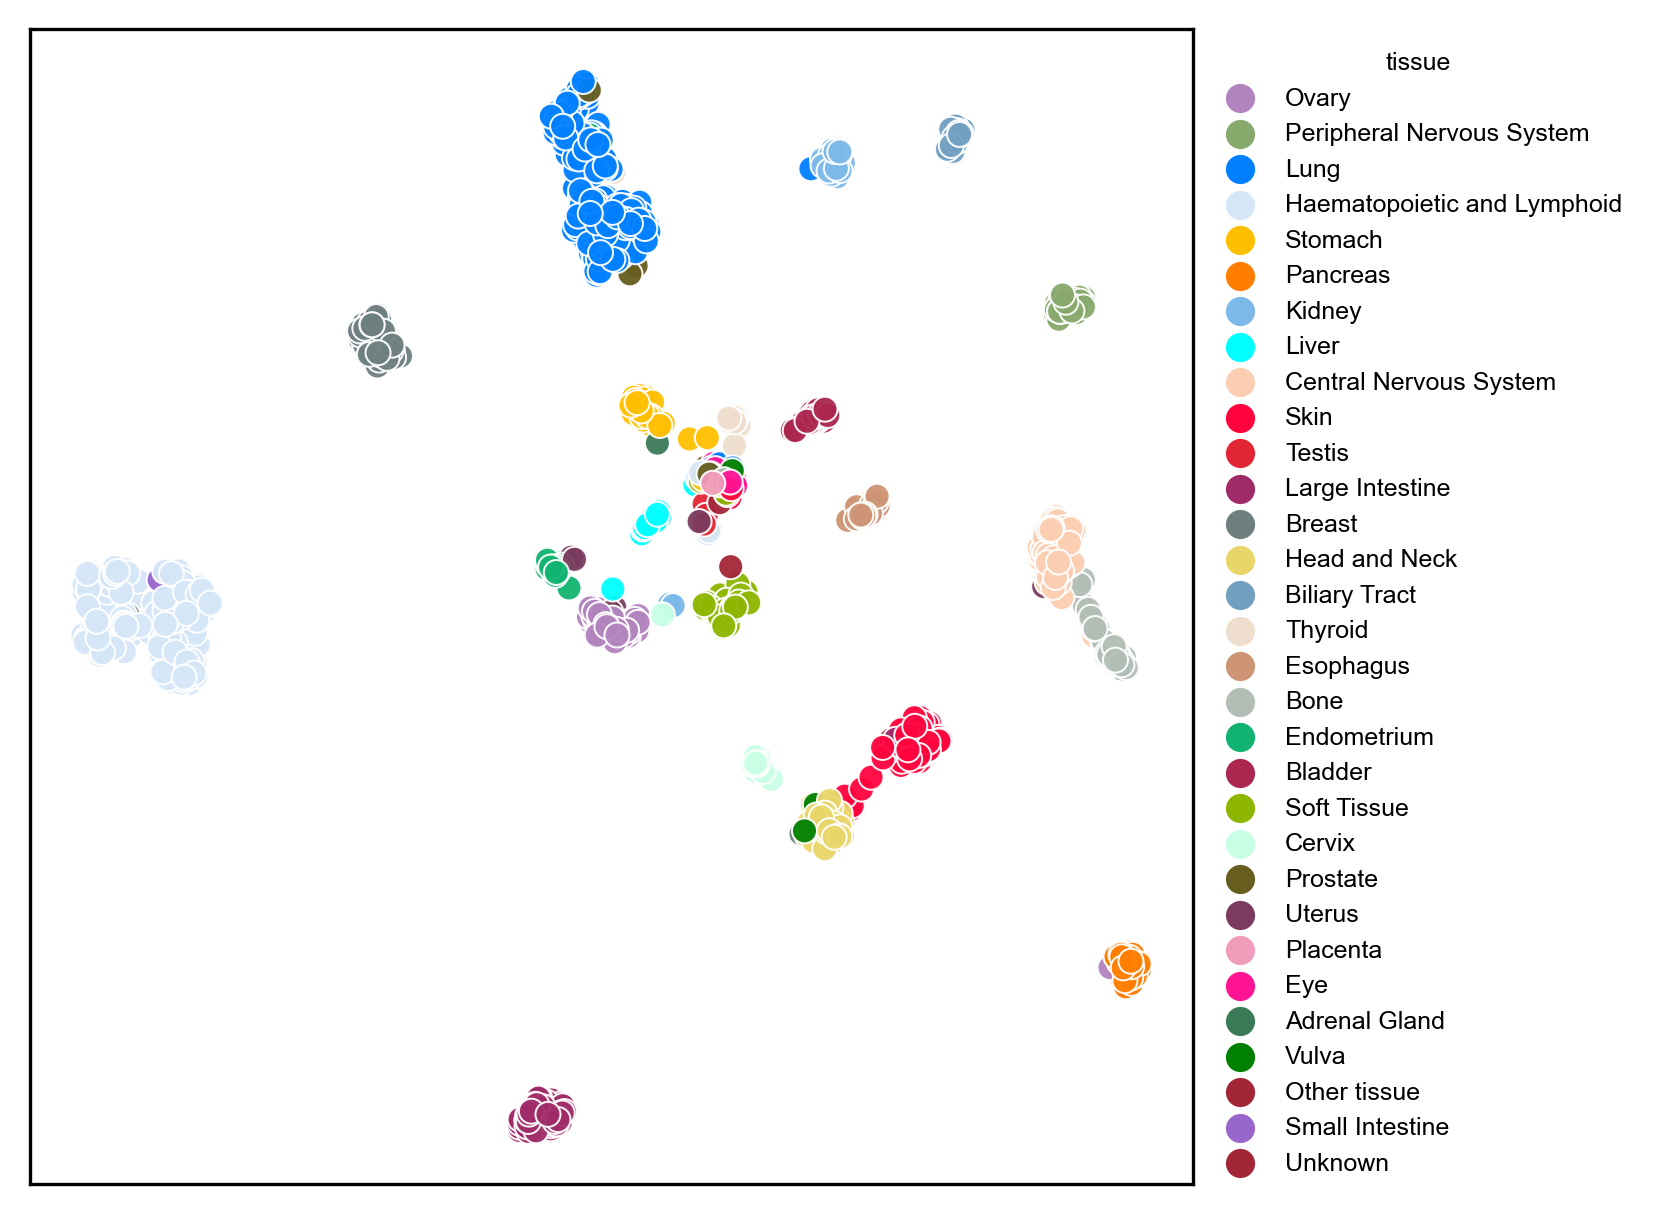 tissue
Ovary
Peripheral Nervous System
Lung
Haematopoietic and Lymphoid
Stomach
Pancreas
Kidney
Liver
Central Nervous System
Skin
Testis
Large Intestine
Breast
Head and Neck
Biliary Tract
Thyroid
Esophagus
Bone
Endometrium
Bladder
Soft Tissue
Cervix
Prostate
Uterus
Placenta
Eye
Adrenal Gland
Vulva
Other tissue
Small Intestine
Unknown